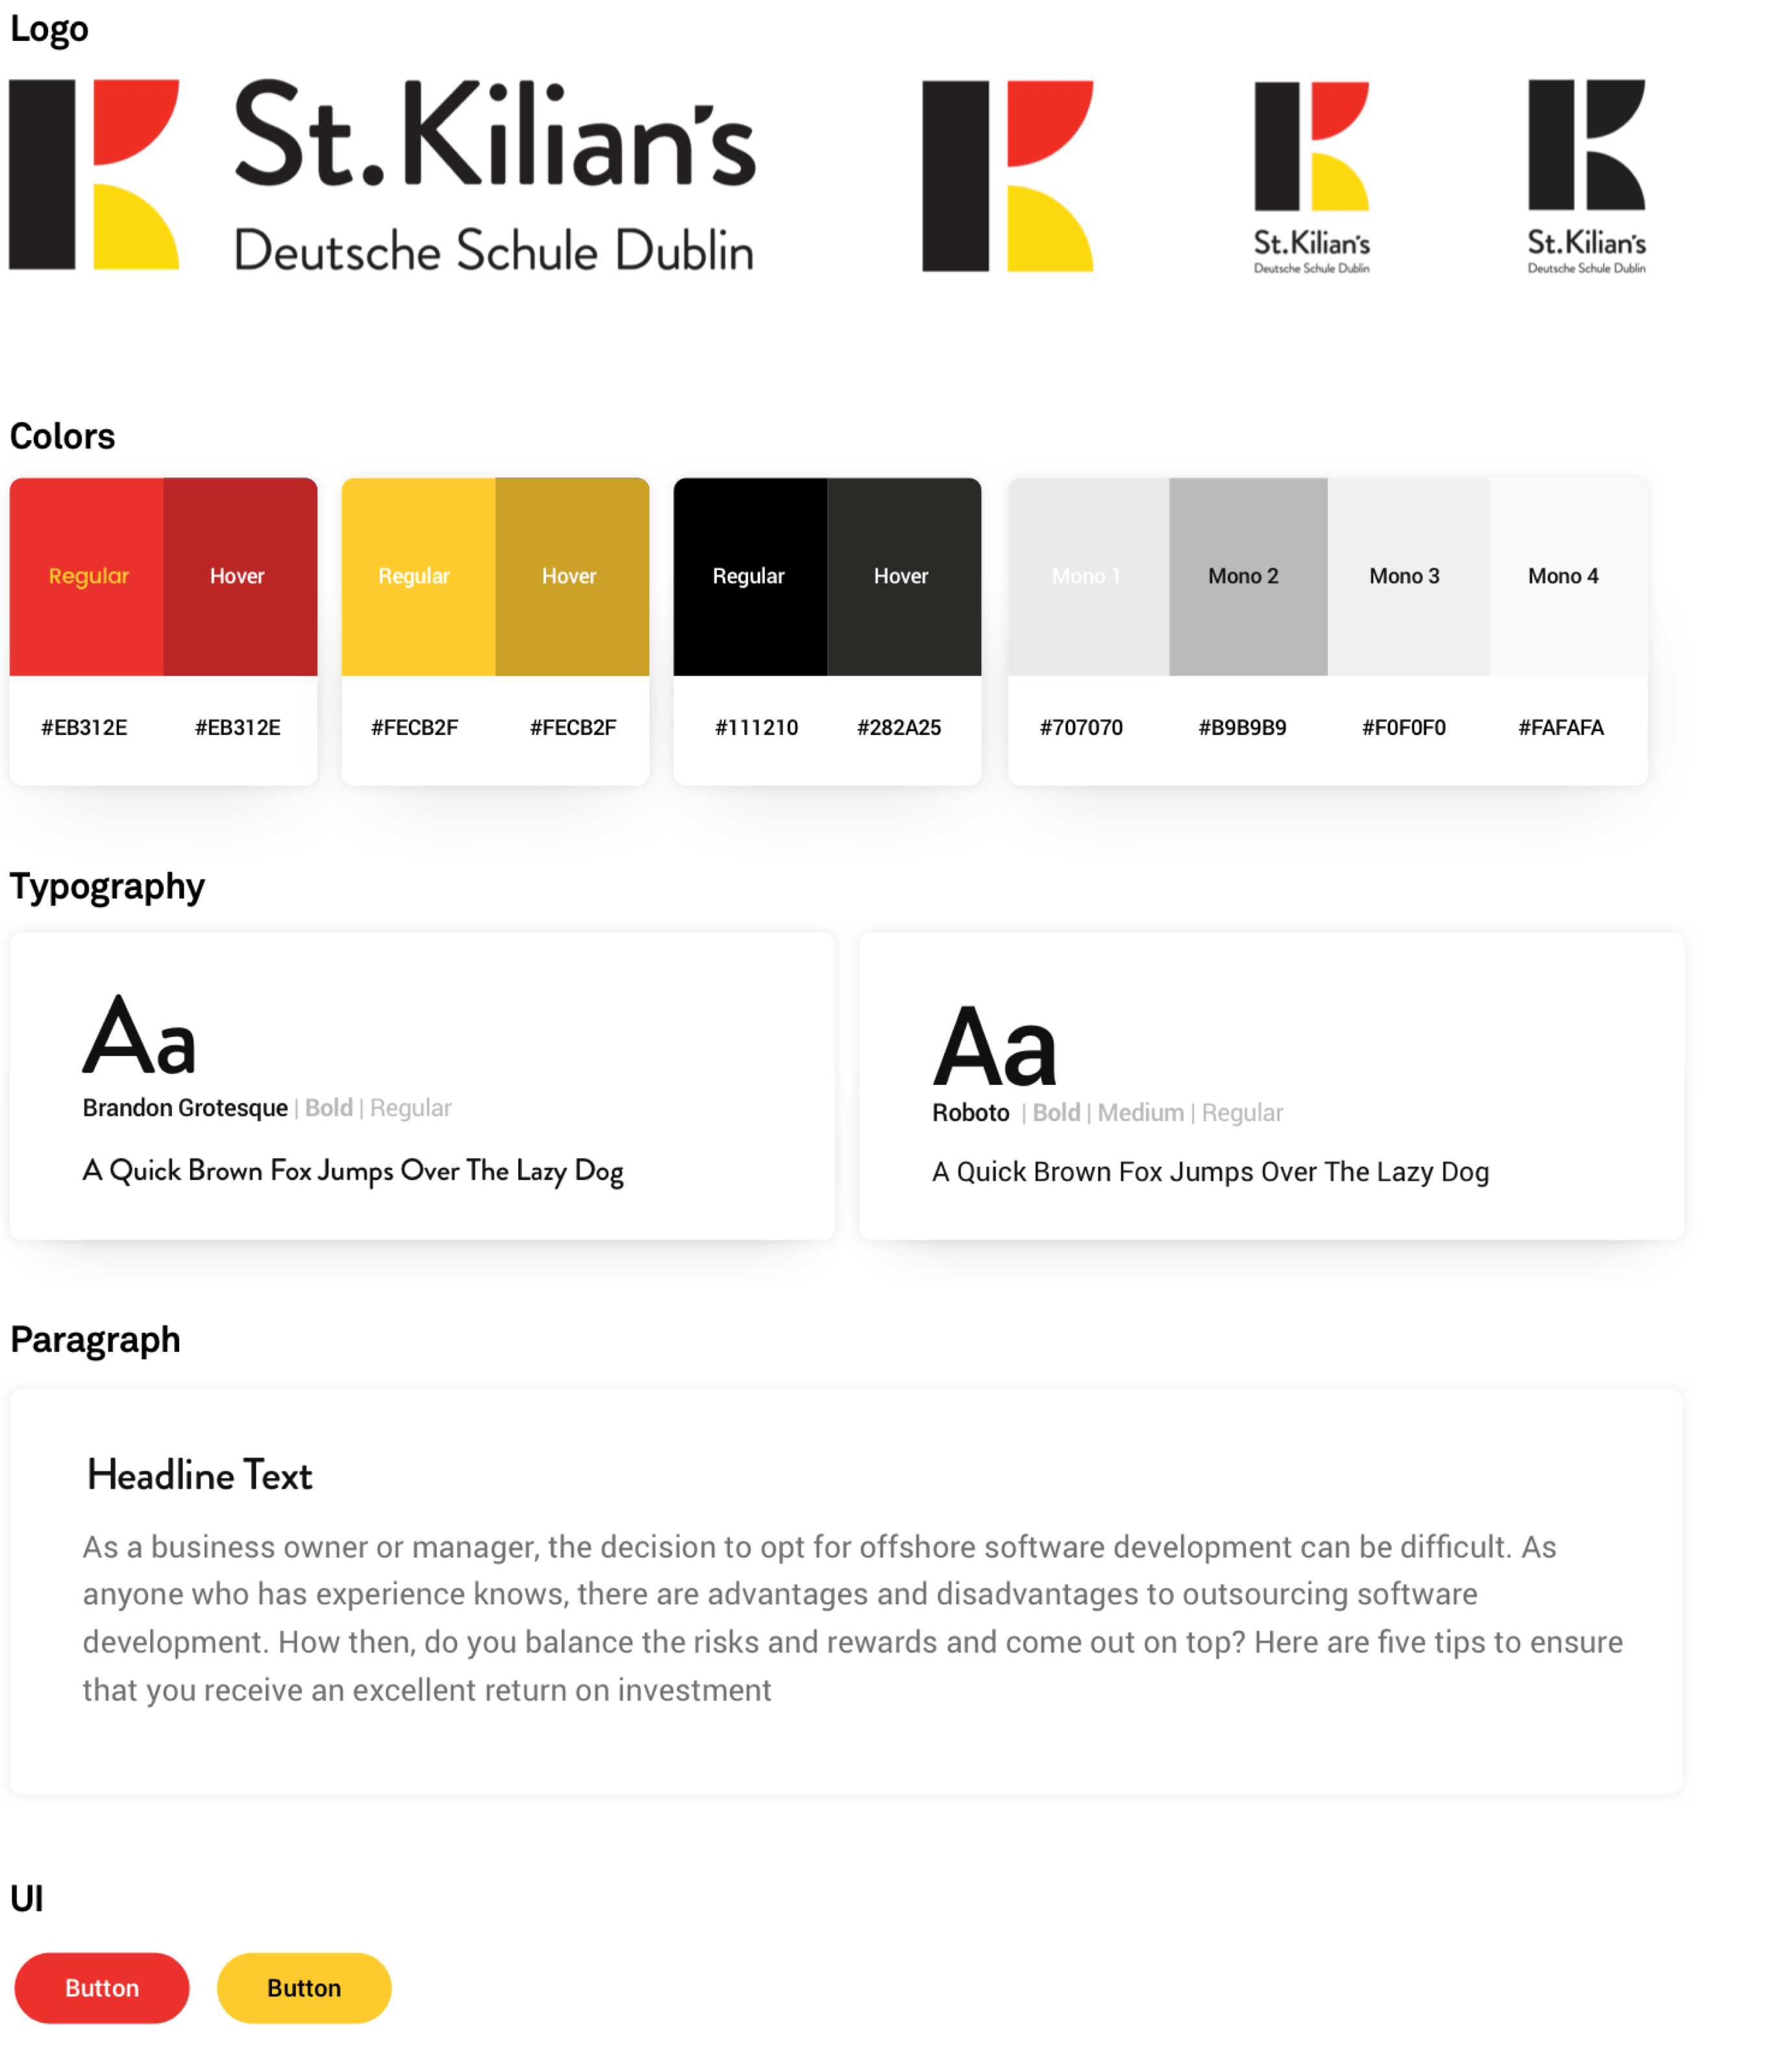 Logo
St. Kilian's
Deutsche Schule Dublin
St. Kilian's
Deutsche Schule Dublin
St. Kilian's
Deutsche Schule Dublin
Colors
Regular Hover Regular Hover Regular Hover Mono 1 Mono 2 Mono 3 Mono 4
#EB312E #EB312E #FECB2F #FECB2F #111210 #282A25 #707070 #B9B9B9 #F0F0F0 #FAFAFA
Typography
Aa
Brandon Grotesque | Bold | Regular
A Quick Brown Fox Jumps Over The Lazy Dog
Aa
Roboto | Bold | Medium | Regular
A Quick Brown Fox Jumps Over The Lazy Dog
Paragraph
Headline Text
As a business owner or manager, the decision to opt for offshore software development can be difficult. As
anyone who has experience knows, there are advantages and disadvantages to outsourcing software
development. How then, do you balance the risks and rewards and come out on top? Here are five tips to ensure
that you receive an excellent return on investment
UI
Button Button